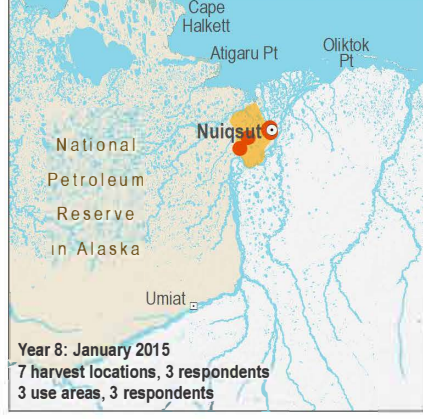 Cape
Halkett
Atigaru Pt
Oliktok
Pt
Nuiqsut
National
Petroleum
Reserve
in Alaska
Umiat
Year 8: January 2015
7 harvest locations, 3 respondents
3 use areas, 3 respondents